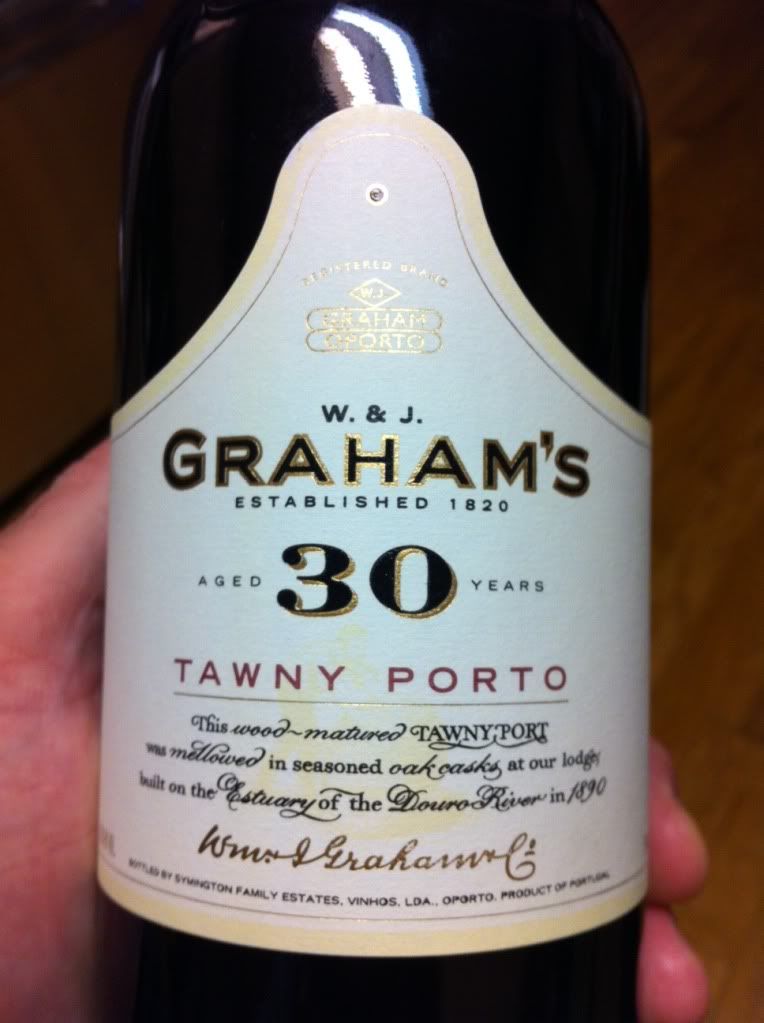 REGISTERED BRAND
W.J.
GRAHAM
OPORTO
W. & J.
GRAHAM'S
ESTABLISHED 1820
AGED 30 YEARS
TAWNY PORTO
This wood~matured TAWNY PORT
was mellowed in seasoned oak casks at our lodge,
built on the Estuary of the Douro River in 1890
Wm & J Graham & Co
BOTTLED BY SYMINGTON FAMILY ESTATES, VINHOS, LDA., OPORTO. PRODUCT OF PORTUGAL